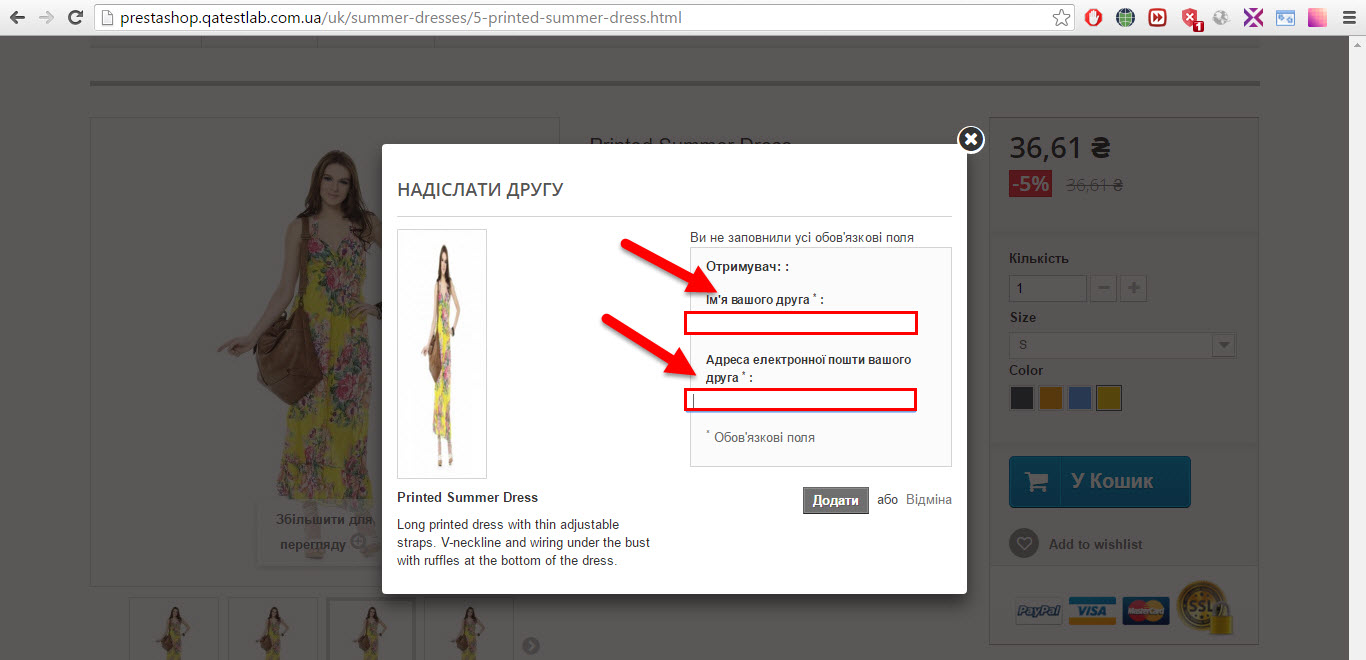 prestashop.qatestlab.com.ua/uk/summer-dresses/5-printed-summer-dress.html
1
Printed Summer Dress
НАДІСЛАТИ ДРУГУ
Ви не заповнили усі обов'язкові поля
Отримувач: :
Ім'я вашого друга * :
Адреса електронної пошти вашого
друга * :
* Обов'язкові поля
Додати або Відміна
Printed Summer Dress
Long printed dress with thin adjustable
straps. V-neckline and wiring under the bust
with ruffles at the bottom of the dress.
Збільшити для
перегляду
36,61 ₴
-5% 36,61 ₴
Кількість
1
Size
S
Color
У Кошик
Add to wishlist
PayPal VISA MasterCard SSL